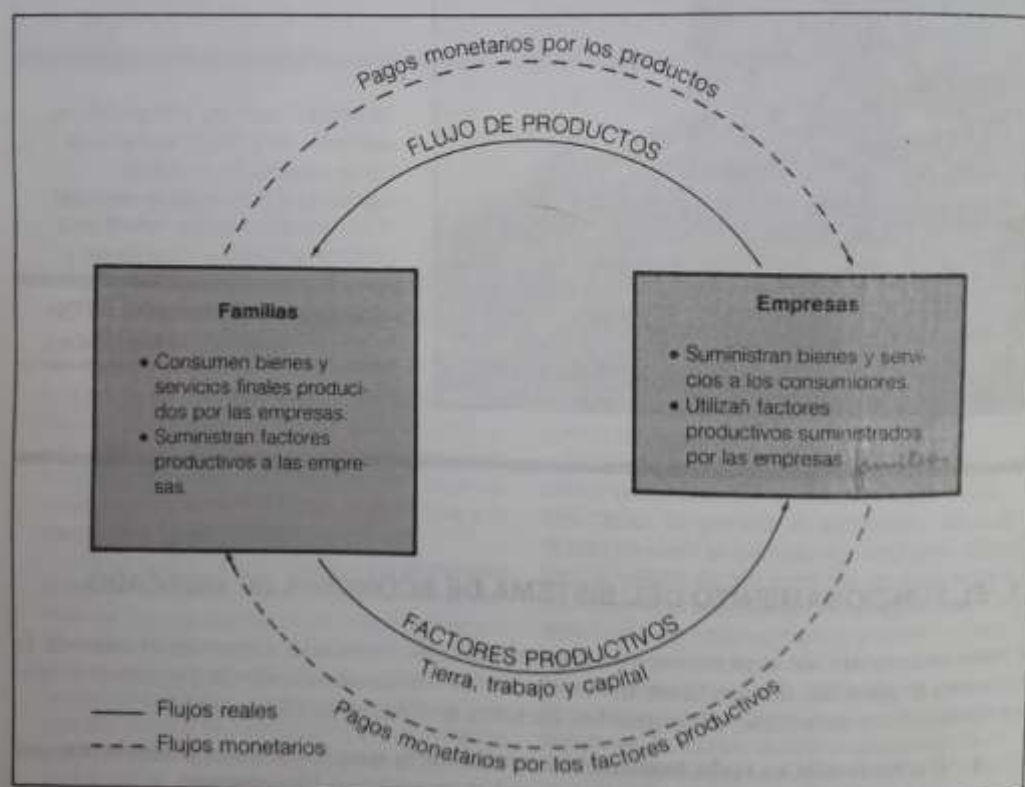 Pagos monetarios por los productos
FLUJO DE PRODUCTOS
Familias
• Consumen bienes y
servicios finales produci-
dos por las empresas.
• Suministran factores
productivos a las empre-
sas.
Empresas
• Suministran bienes y servi-
cios a los consumidores.
• Utilizan factores
productivos suministrados
por las empresas
FACTORES PRODUCTIVOS
Tierra, trabajo y capital
Pagos monetarios por los factores productivos
Flujos reales
Flujos monetarios